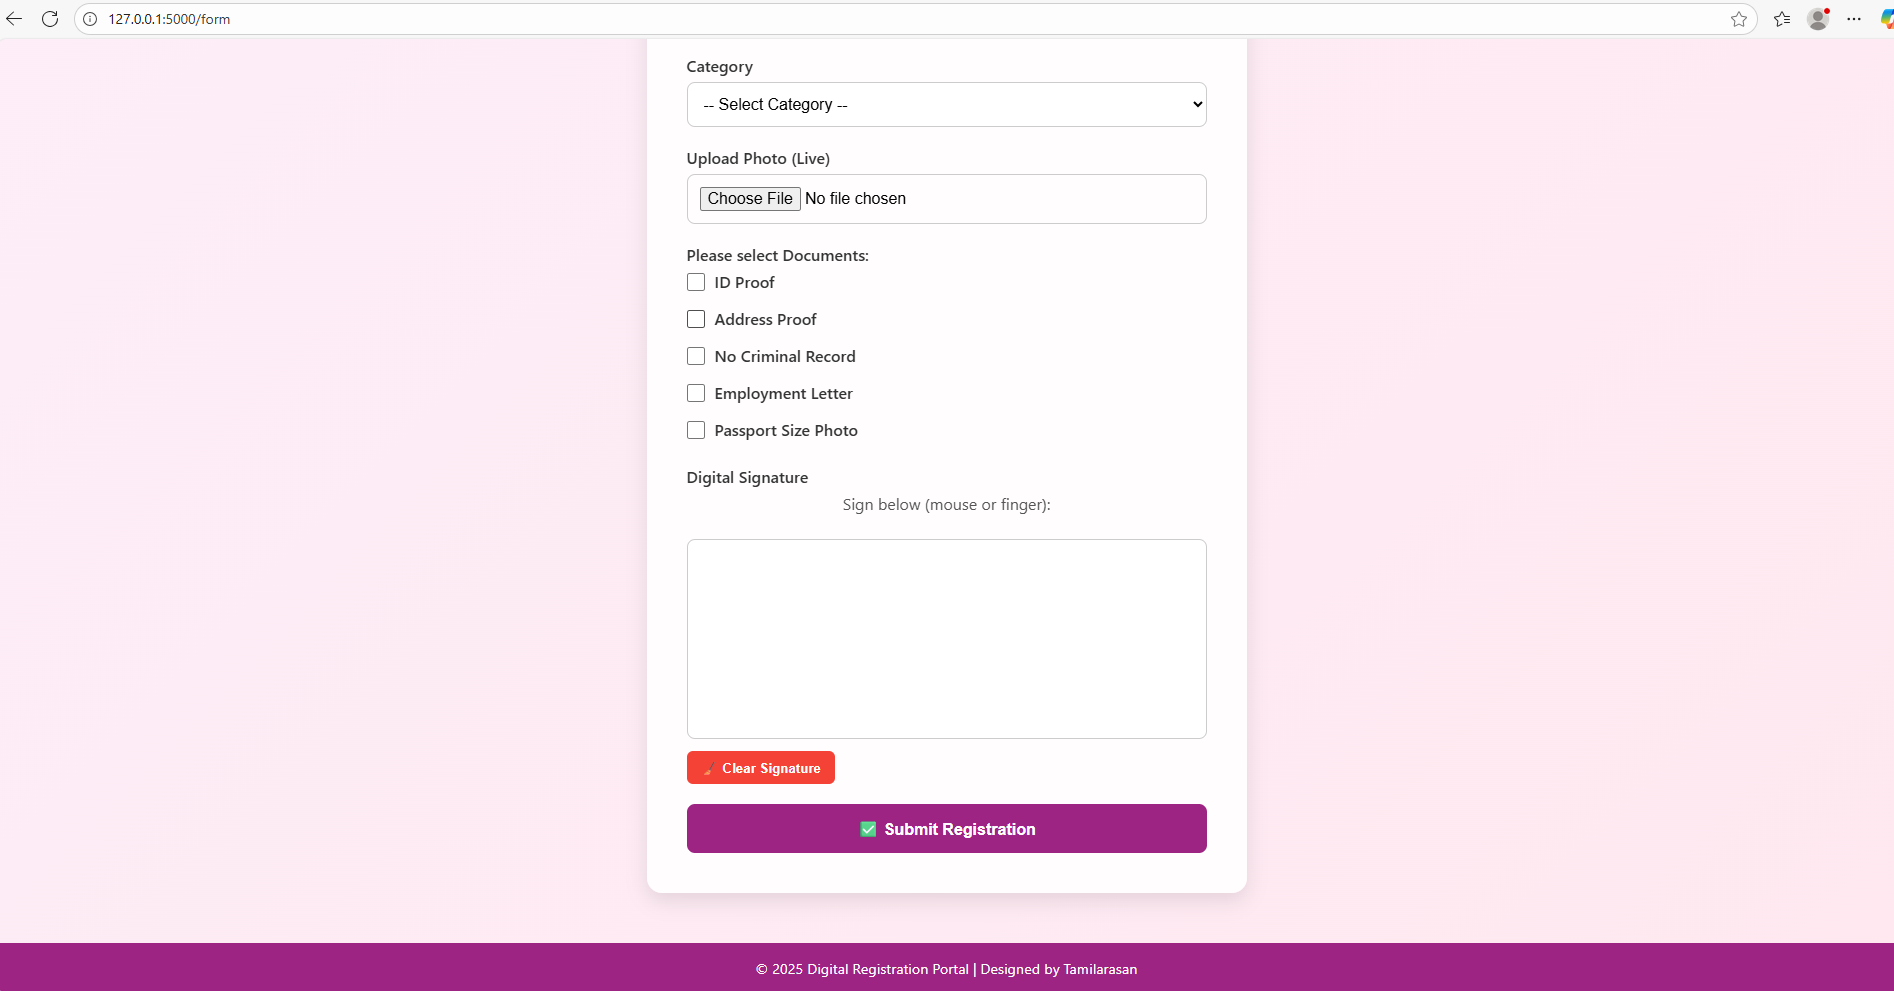 127.0.0.1:5000/form
Category
-- Select Category --
Upload Photo (Live)
Choose File No file chosen
Please select Documents:
ID Proof
Address Proof
No Criminal Record
Employment Letter
Passport Size Photo
Digital Signature
Sign below (mouse or finger):
Clear Signature
✅ Submit Registration
© 2025 Digital Registration Portal | Designed by Tamilarasan